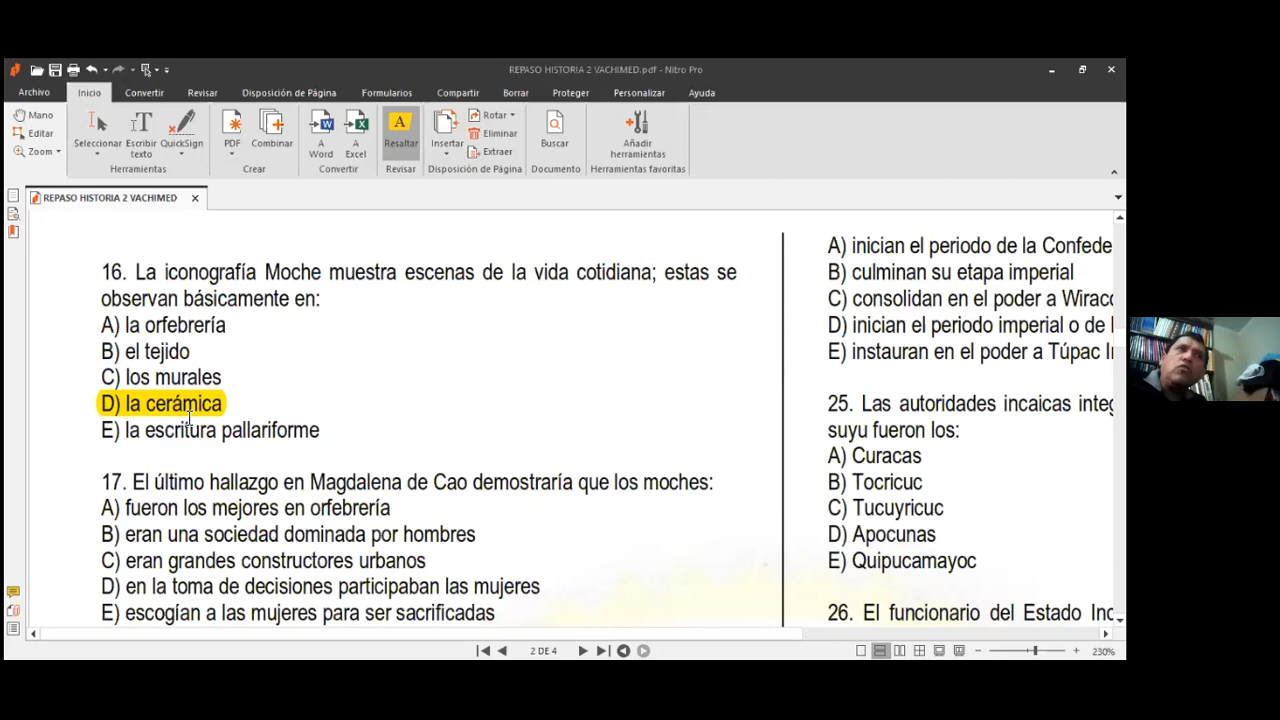 REPASO HISTORIA 2 VACHIMED.pdf - Nitro Pro
Archivo Inicio Convertir Revisar Disposición de Página Formularios Compartir Borrar Proteger Personalizar Ayuda
Mano
Editar
Zoom
Seleccionar
Escribir texto
QuickSign
Herramientas
PDF
Combinar
Crear
A Word
A Excel
Convertir
Resaltar
Revisar
Insertar
Rotar
Eliminar
Extraer
Disposición de Página
Buscar
Documento
Añadir herramientas
Herramientas favoritas
REPASO HISTORIA 2 VACHIMED
16. La iconografía Moche muestra escenas de la vida cotidiana; estas se
observan básicamente en:
A) la orfebrería
B) el tejido
C) los murales
D) la cerámica
E) la escritura pallariforme
17. El último hallazgo en Magdalena de Cao demostraría que los moches:
A) fueron los mejores en orfebrería
B) eran una sociedad dominada por hombres
C) eran grandes constructores urbanos
D) en la toma de decisiones participaban las mujeres
E) escogían a las mujeres para ser sacrificadas
A) inician el periodo de la Confede
B) culminan su etapa imperial
C) consolidan en el poder a Wirac
D) inician el periodo imperial o de
E) instauran en el poder a Túpac I
25. Las autoridades incaicas integ
suyu fueron los:
A) Curacas
B) Tocricuc
C) Tucuyricuc
D) Apocunas
E) Quipucamayoc
26. El funcionario del Estado Inc
2 DE 4
230%